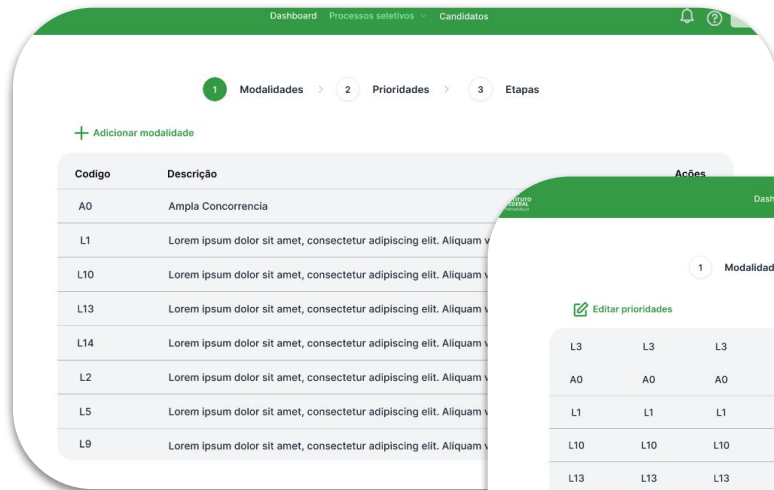 Dashboard Processos seletivos Candidatos
1 Modalidades > 2 Prioridades > 3 Etapas
+ Adicionar modalidade
Codigo Descrição Ações
A0 Ampla Concorrencia
L1 Lorem ipsum dolor sit amet, consectetur adipiscing elit. Aliquam v
L10 Lorem ipsum dolor sit amet, consectetur adipiscing elit. Aliquam v
L13 Lorem ipsum dolor sit amet, consectetur adipiscing elit. Aliquam v
L14 Lorem ipsum dolor sit amet, consectetur adipiscing elit. Aliquam v
L2 Lorem ipsum dolor sit amet, consectetur adipiscing elit. Aliquam v
L5 Lorem ipsum dolor sit amet, consectetur adipiscing elit. Aliquam v
L9 Lorem ipsum dolor sit amet, consectetur adipiscing elit. Aliquam v
Dash
1 Modalidad
Editar prioridades
L3 L3 L3
A0 A0 A0
L1 L1 L1
L10 L10 L10
L13 L13 L13